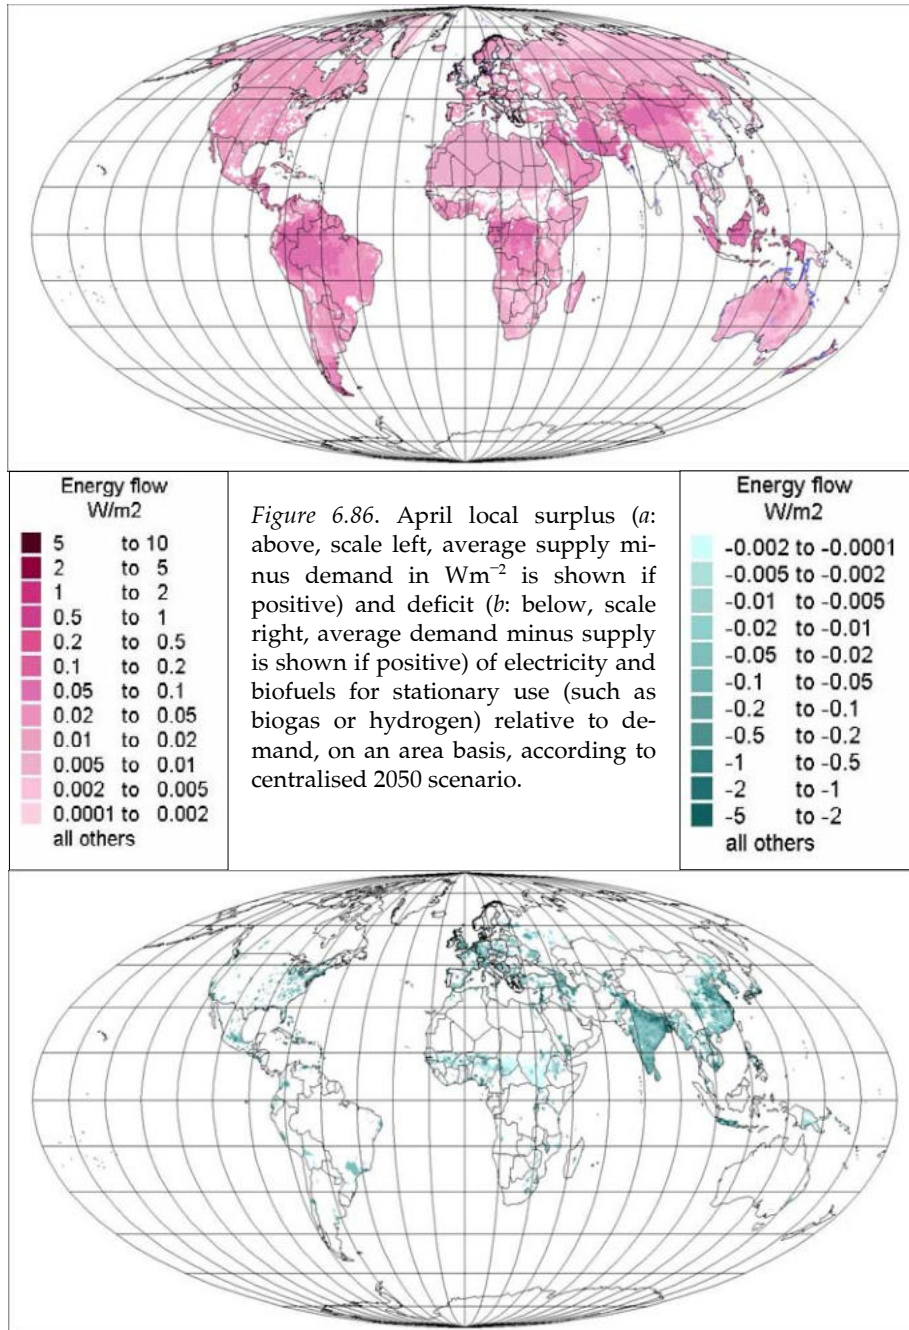 Energy flow
W/m2
5 to 10
2 to 5
1 to 2
0.5 to 1
0.2 to 0.5
0.1 to 0.2
0.05 to 0.1
0.02 to 0.05
0.01 to 0.02
0.005 to 0.01
0.002 to 0.005
0.0001 to 0.002
all others
Figure 6.86. April local surplus (a:
above, scale left, average supply mi-
nus demand in Wm⁻² is shown if
positive) and deficit (b: below, scale
right, average demand minus supply
is shown if positive) of electricity and
biofuels for stationary use (such as
biogas or hydrogen) relative to de-
mand, on an area basis, according to
centralised 2050 scenario.
Energy flow
W/m2
-0.002 to -0.0001
-0.005 to -0.002
-0.01 to -0.005
-0.02 to -0.01
-0.05 to -0.02
-0.1 to -0.05
-0.2 to -0.1
-0.5 to -0.2
-1 to -0.5
-2 to -1
-5 to -2
all others